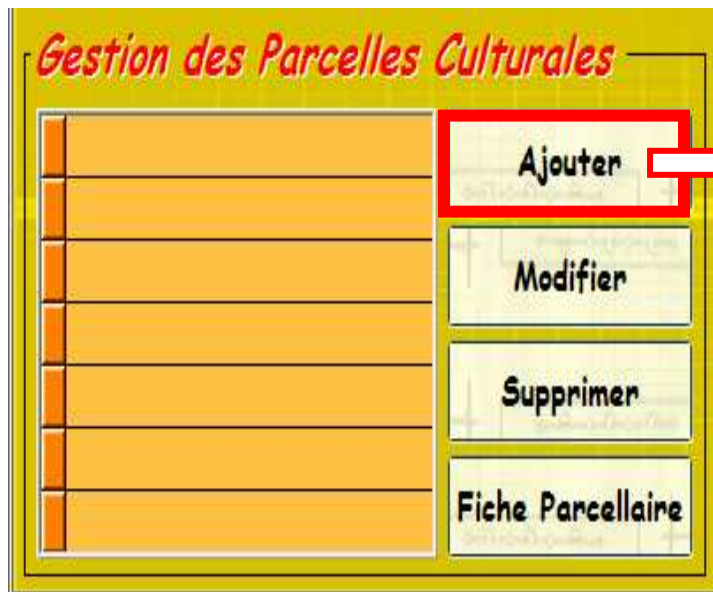 Gestion des Parcelles Culturales
Ajouter
Modifier
Supprimer
Fiche Parcellaire